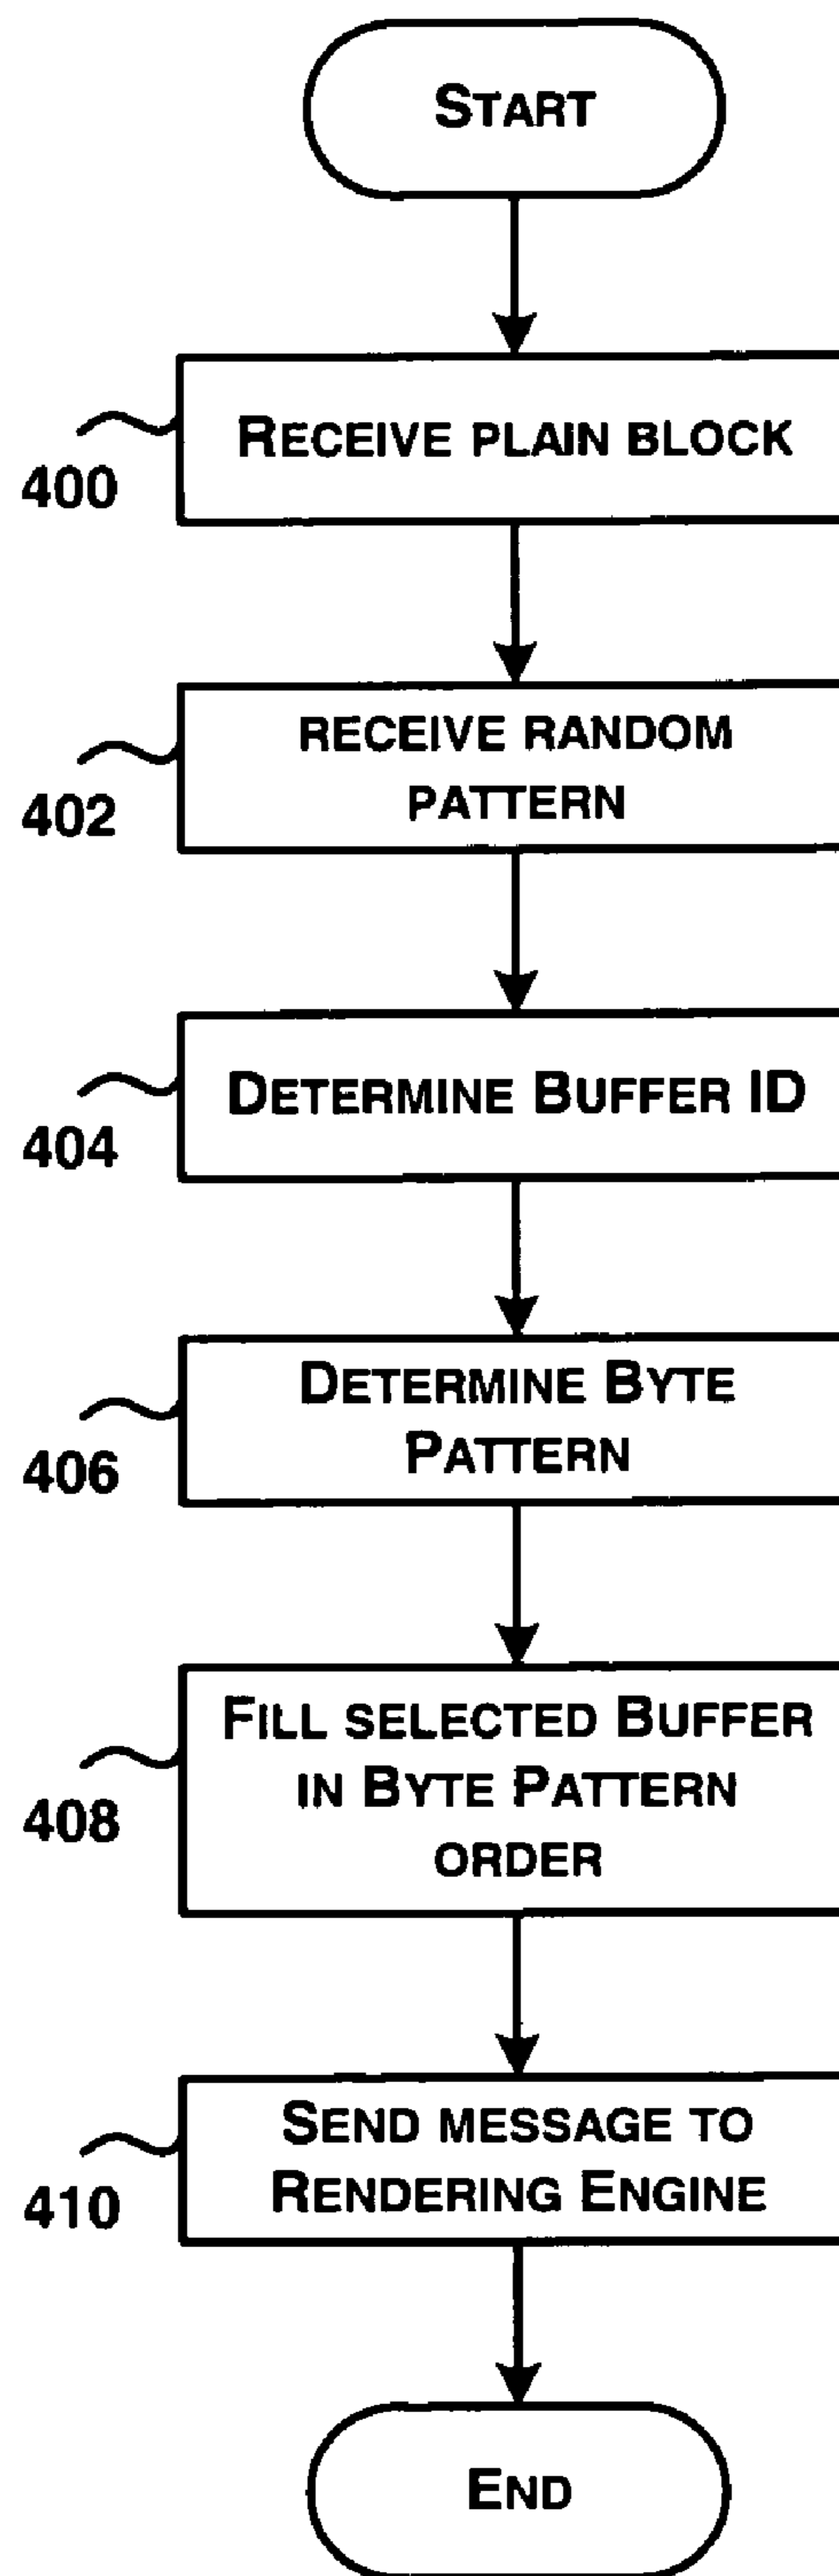 START
RECEIVE PLAIN BLOCK
400
RECEIVE RANDOM
PATTERN
402
DETERMINE BUFFER ID
404
DETERMINE BYTE
PATTERN
406
FILL SELECTED BUFFER
IN BYTE PATTERN
ORDER
408
SEND MESSAGE TO
RENDERING ENGINE
410
END